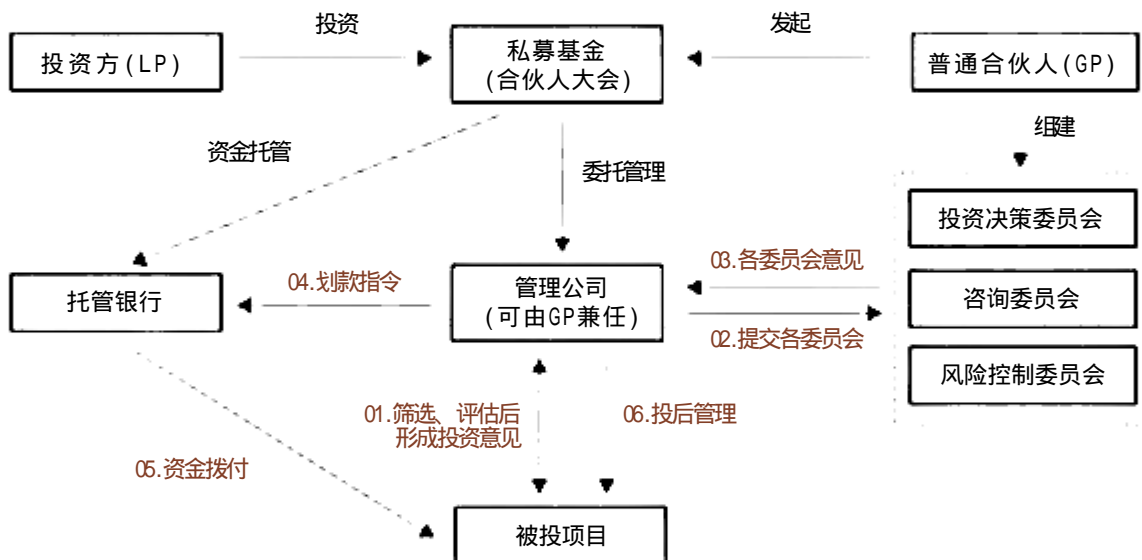 投资
发起
投资方(LP)
私募基金
(合伙人大会)
普通合伙人(GP)
组建
资金托管
委托管理
投资决策委员会
03.各委员会意见
04.划款指令
托管银行
管理公司
(可由GP兼任)
咨询委员会
02.提交各委员会
风险控制委员会
01.筛选、评估后
形成投资意见
06.投后管理
05.资金拨付
被投项目